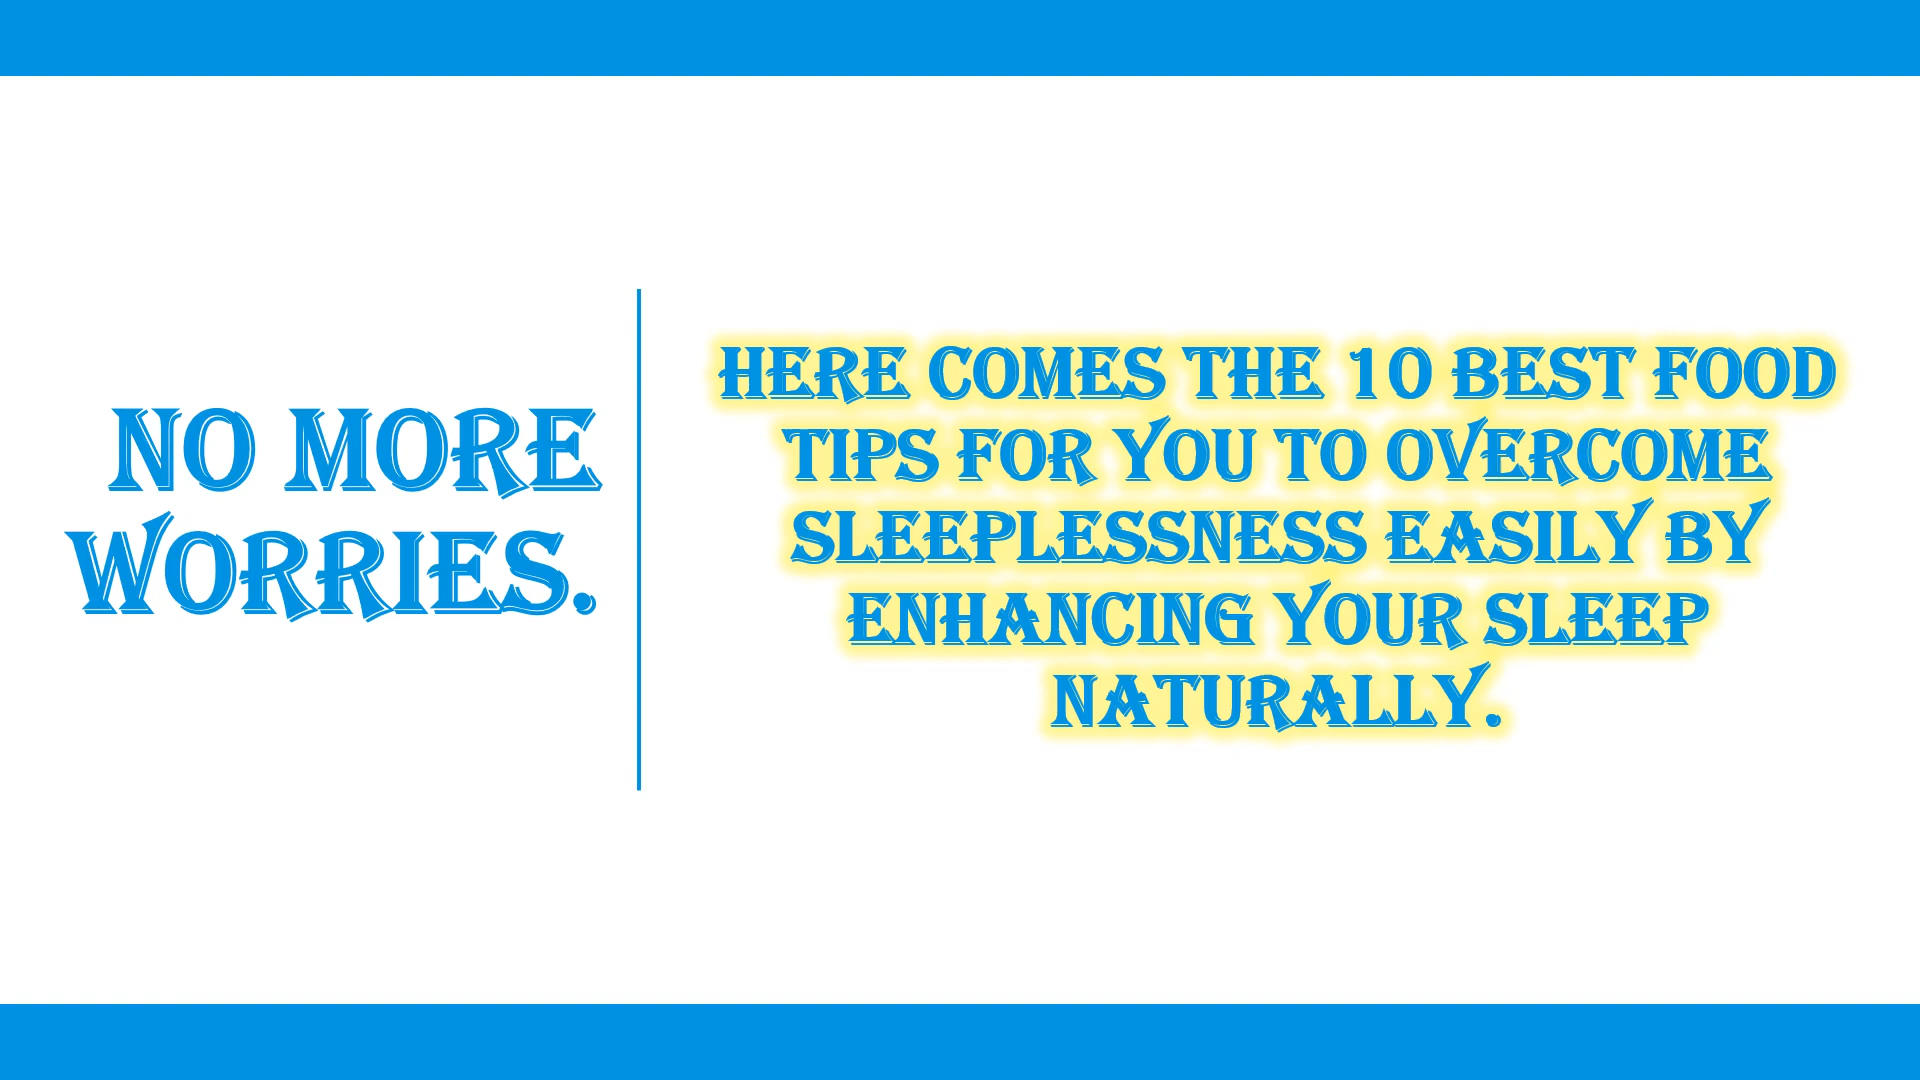 NO MORE
WORRIES.
HERE COMES THE 10 BEST FOOD
TIPS FOR YOU TO OVERCOME
SLEEPLESSNESS EASILY BY
ENHANCING YOUR SLEEP
NATURALLY.